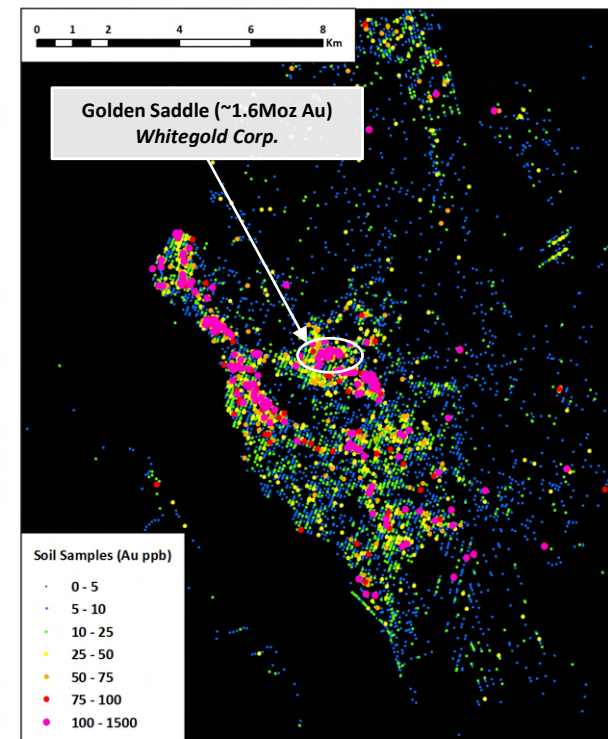 0 1 2 4 6 8
Km
Golden Saddle (~1.6Moz Au)
Whitegold Corp.
Soil Samples (Au ppb)
0 - 5
5 - 10
10 - 25
25 - 50
50 - 75
75 - 100
100 - 1500